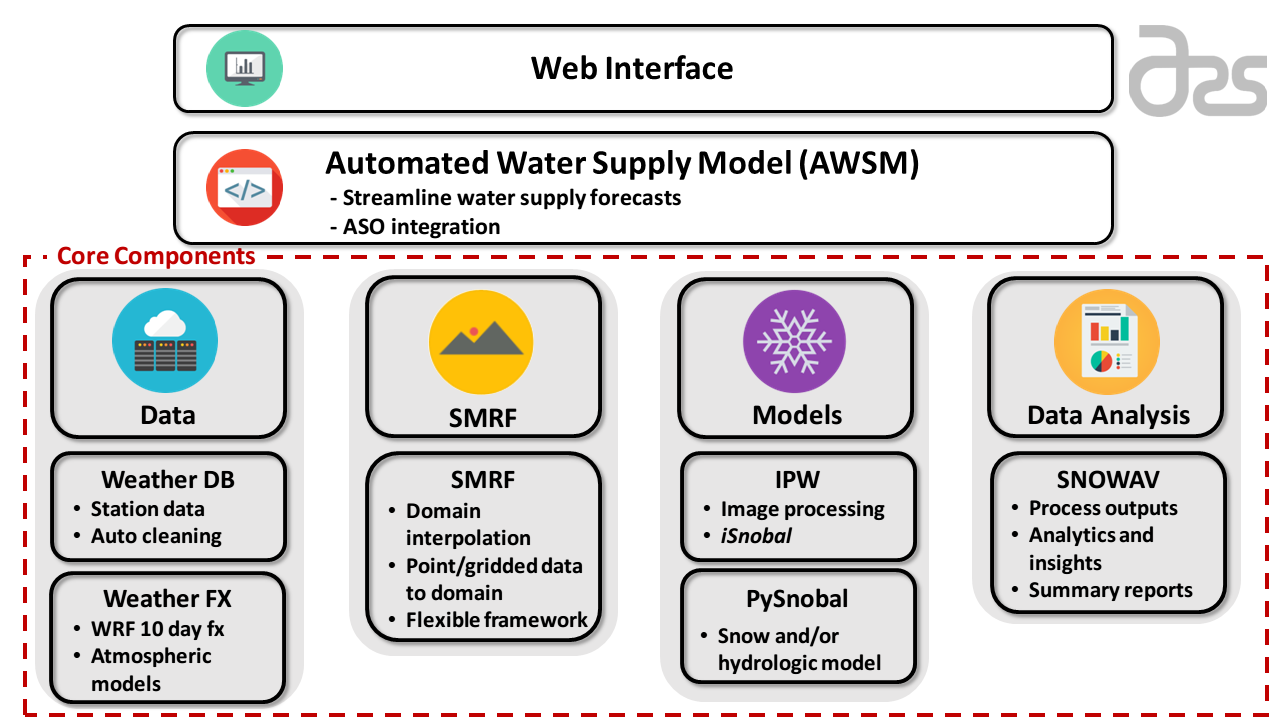 Web Interface
ars
Automated Water Supply Model (AWSM)
- Streamline water supply forecasts
- ASO integration
Core Components
Data
Weather DB
• Station data
• Auto cleaning
Weather FX
• WRF 10 day fx
• Atmospheric
models
SMRF
SMRF
• Domain
interpolation
• Point/gridded data
to domain
• Flexible framework
Models
IPW
• Image processing
• iSnobal
PySnobal
• Snow and/or
hydrologic model
Data Analysis
SNOWAV
• Process outputs
• Analytics and
insights
• Summary reports